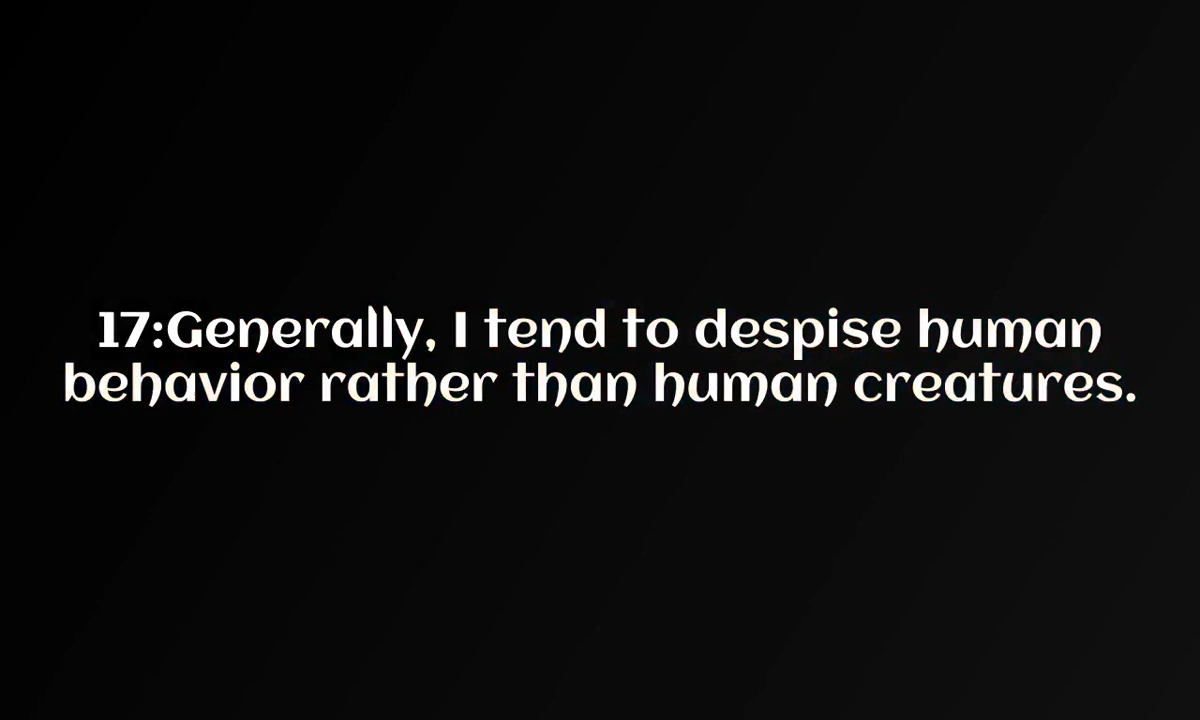 17:Generally, I tend to despise human
behavior rather than human creatures.